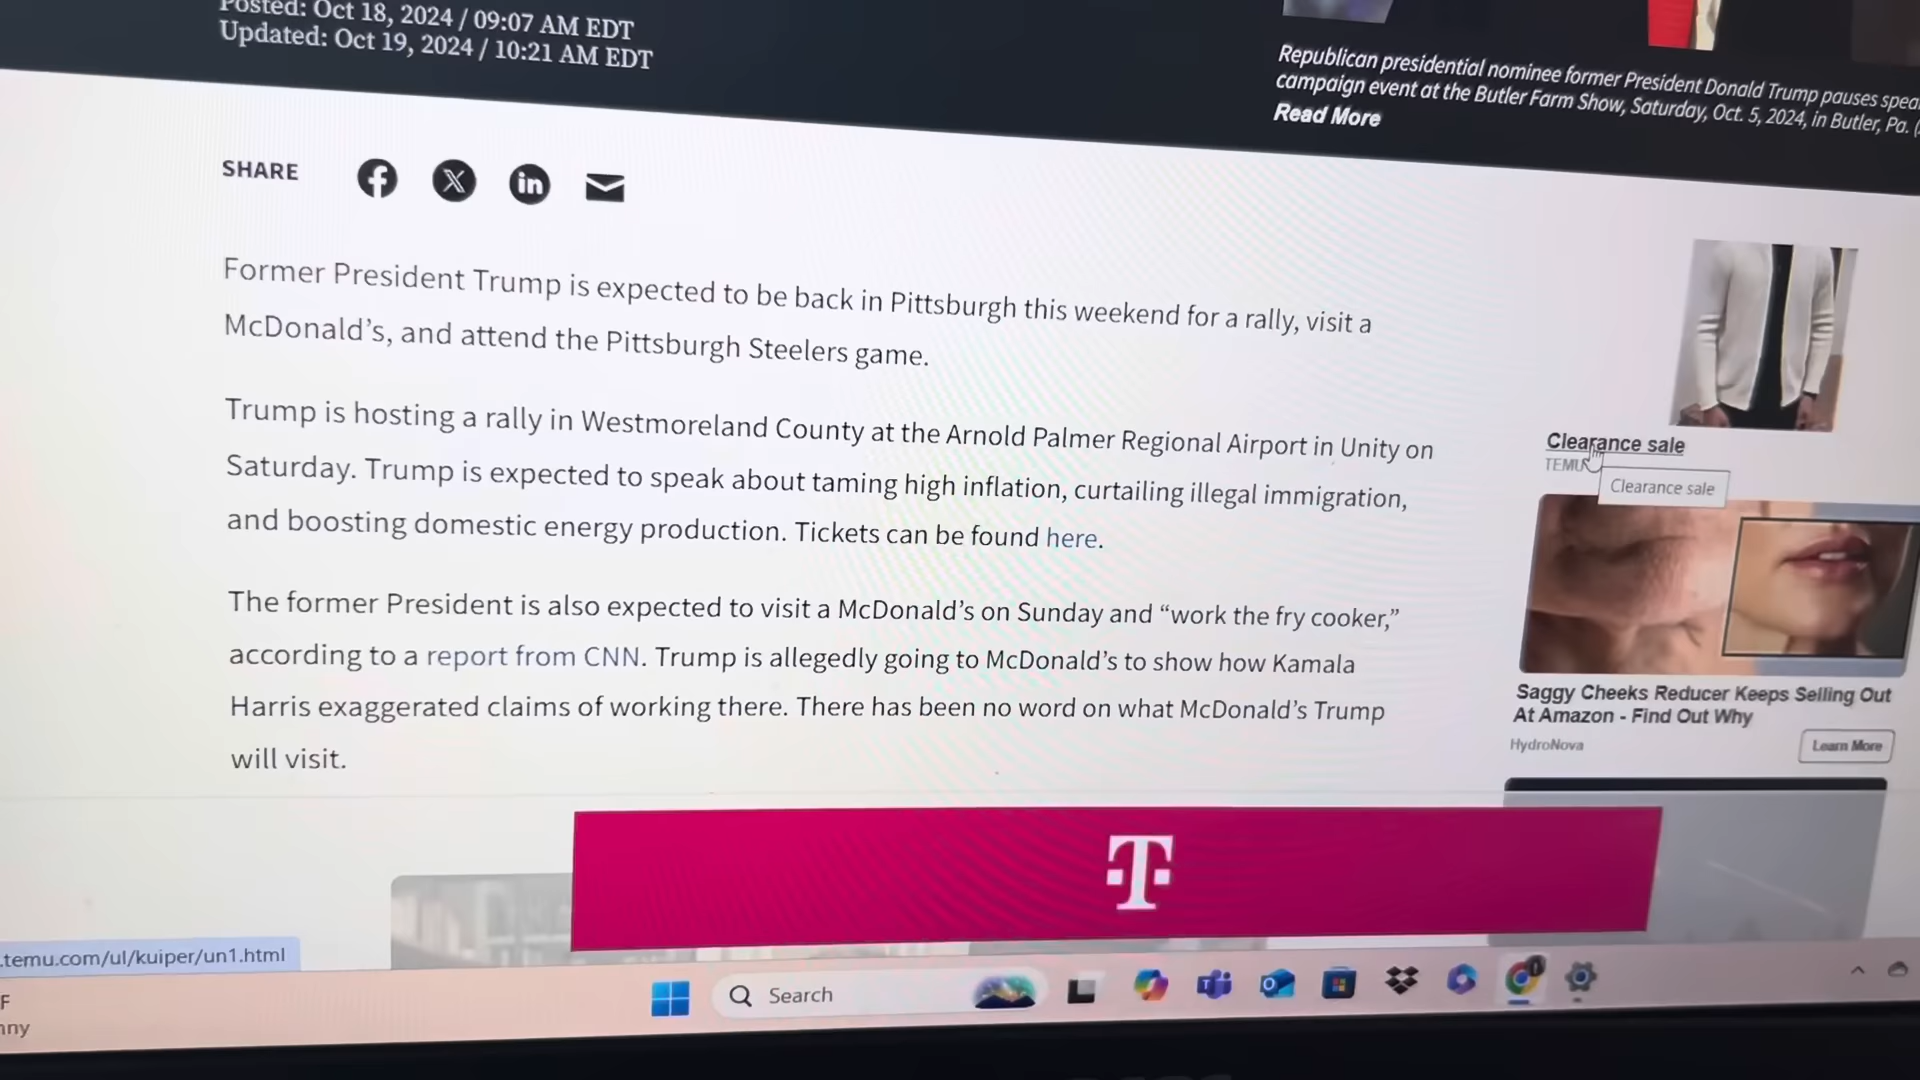 Posted: Oct 18, 2024 / 09:07 AM EDT
Updated: Oct 19, 2024 / 10:21 AM EDT
Republican presidential nominee former President Donald Trump pauses
campaign event at the Butler Farm Show, Saturday, Oct. 5, 2024, in Butler, Pa. (
Read More
SHARE
Former President Trump is expected to be back in Pittsburgh this weekend for a rally, visit a
McDonald’s, and attend the Pittsburgh Steelers game.
Trump is hosting a rally in Westmoreland County at the Arnold Palmer Regional Airport in Unity on
Saturday. Trump is expected to speak about taming high inflation, curtailing illegal immigration,
and boosting domestic energy production. Tickets can be found here.
The former President is also expected to visit a McDonald’s on Sunday and “work the fry cooker,”
according to a report from CNN. Trump is allegedly going to McDonald’s to show how Kamala
Harris exaggerated claims of working there. There has been no word on what McDonald’s Trump
will visit.
Clearance sale
TEMU
Clearance sale
Saggy Cheeks Reducer Keeps Selling Out
At Amazon - Find Out Why
HydroNova
Learn More
T
.temu.com/ul/kuiper/un1.html
F
Search